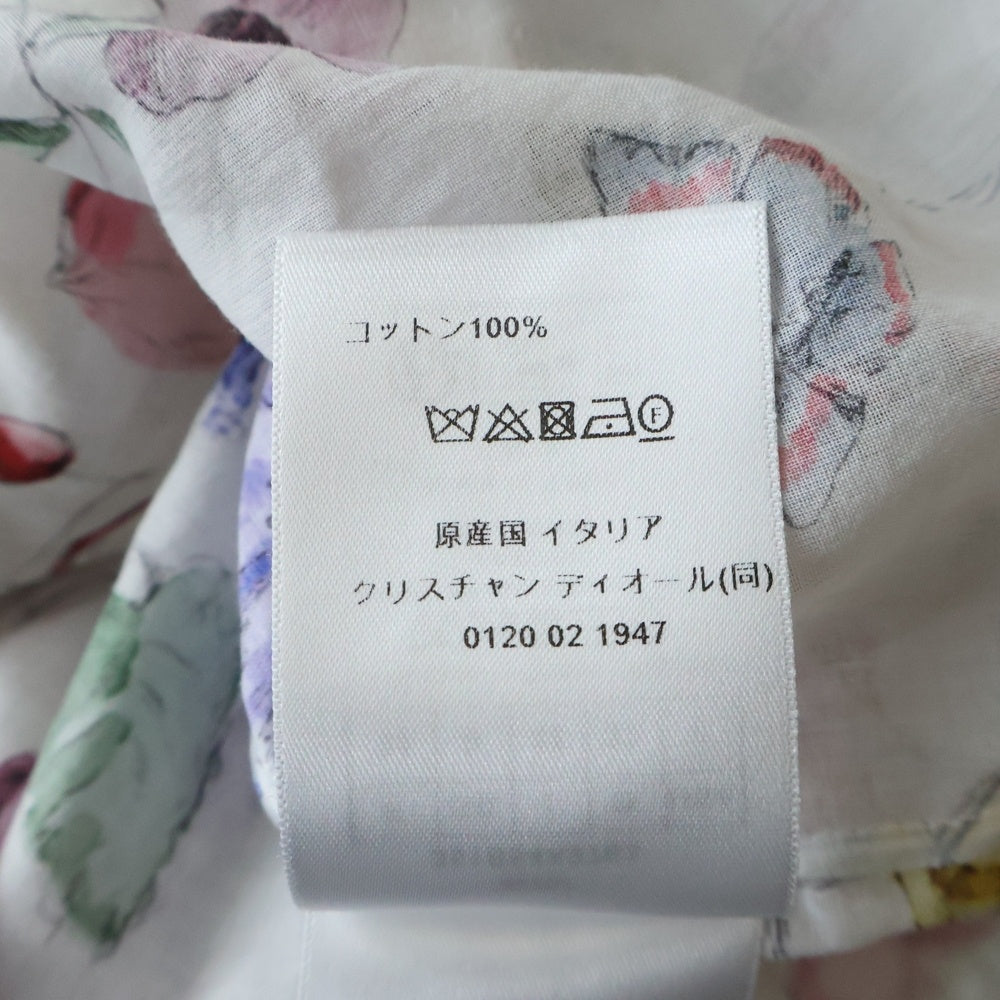 コットン100%
F
原産国 イタリア
クリスチャン ディオール(同)
0120 02 1947